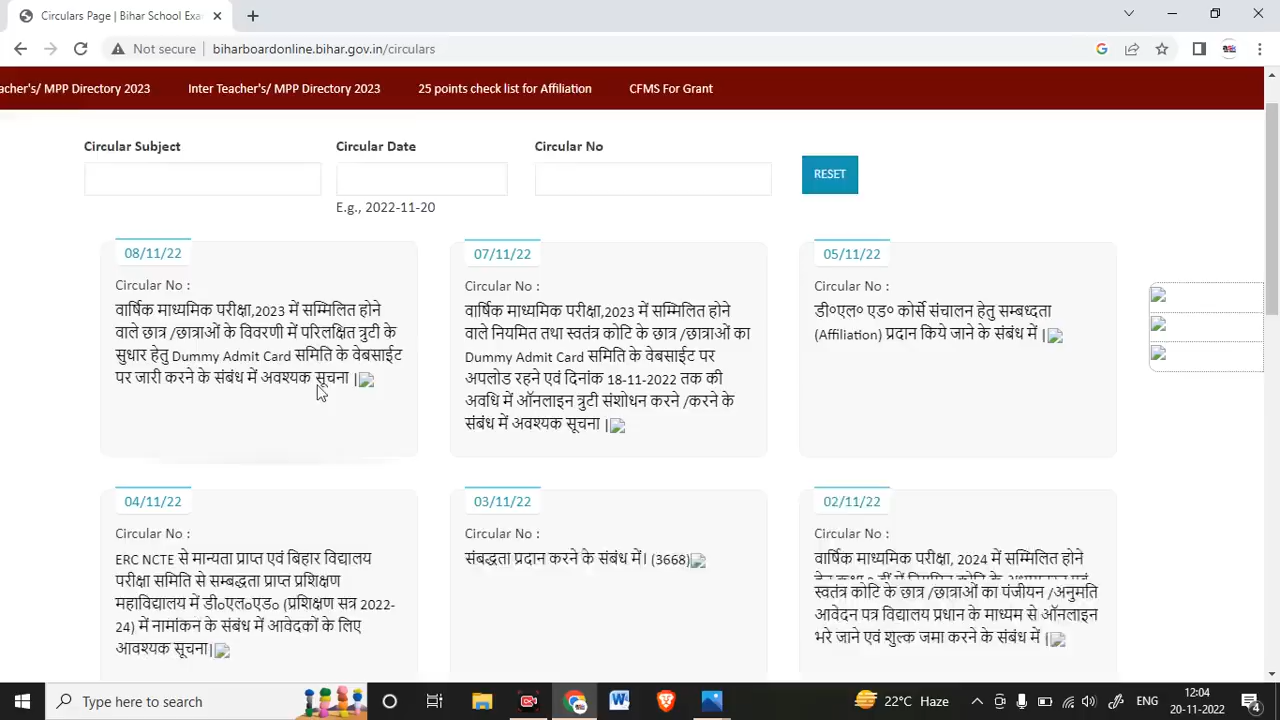 Circulars Page | Bihar School Exa
Not secure
biharboardonline.bihar.gov.in/circulars
acher's/ MPP Directory 2023
Inter Teacher's/ MPP Directory 2023
25 points check list for Affiliation
CFMS For Grant
Circular Subject
Circular Date
Circular No
RESET
E.g., 2022-11-20
08/11/22
Circular No :
वार्षिक माध्यमिक परीक्षा,2023 में सम्मिलित होने
वाले छात्र /छात्राओं के विवरणी में परिलक्षित त्रुटी के
सुधार हेतु Dummy Admit Card समिति के वेबसाईट
पर जारी करने के संबंध में अवश्यक सूचना |
07/11/22
Circular No :
वार्षिक माध्यमिक परीक्षा,2023 में सम्मिलित होने
वाले नियमित तथा स्वतंत्र कोटि के छात्र /छात्राओं का
Dummy Admit Card समिति के वेबसाईट पर
अपलोड रहने एवं दिनांक 18-11-2022 तक की
अवधि में ऑनलाइन त्रुटी संशोधन करने /करने के
संबंध में अवश्यक सूचना |
05/11/22
Circular No :
डी०एल० एड० कोर्से संचालन हेतु सम्बध्दता
(Affiliation) प्रदान किये जाने के संबंध में |
04/11/22
Circular No :
ERC NCTE से मान्यता प्राप्त एवं बिहार विद्यालय
परीक्षा समिति से सम्बद्धता प्राप्त प्रशिक्षण
महाविद्यालय में डी०एल०एड० (प्रशिक्षण सत्र 2022-
24) में नामांकन के संबंध में आवेदकों के लिए
आवश्यक सूचना|
03/11/22
Circular No :
संबद्धता प्रदान करने के संबंध में। (3668)
02/11/22
Circular No :
वार्षिक माध्यमिक परीक्षा, 2024 में सम्मिलित होने
स्वतंत्र कोटि के छात्र /छात्राओं का पंजीयन /अनुमति
आवेदन पत्र विद्यालय प्रधान के माध्यम से ऑनलाइन
भरे जाने एवं शुल्क जमा करने के संबंध में |
Type here to search
22°C Haze
ENG
12:04
20-11-2022
4